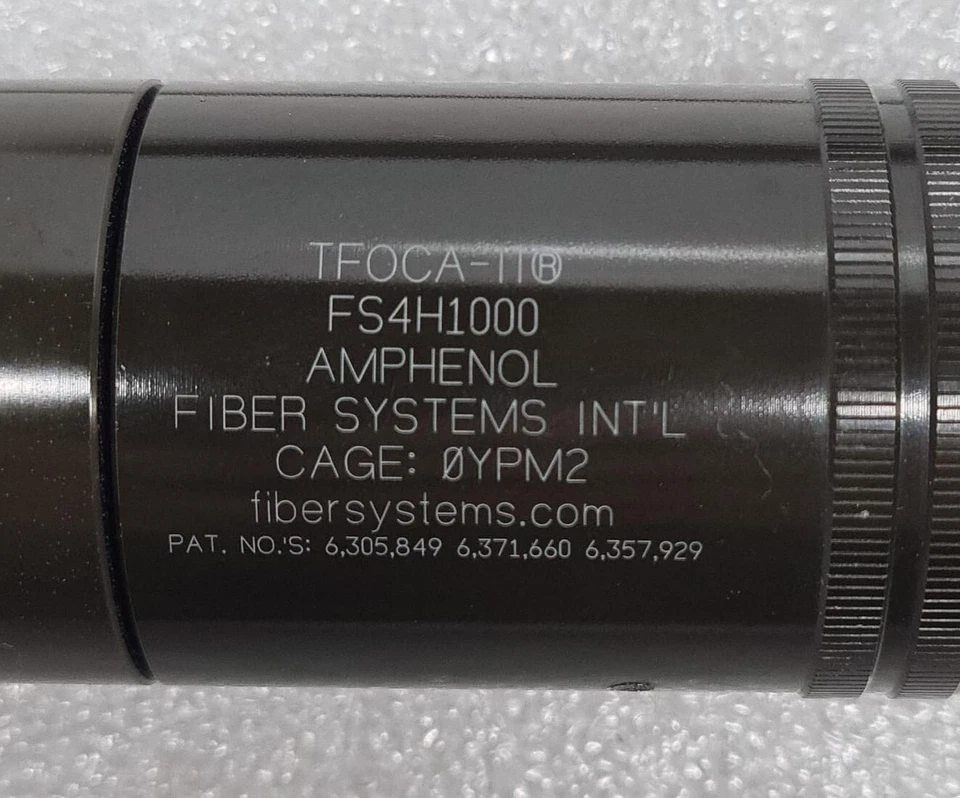 TFOCA-II®
FS4H1000
AMPHENOL
FIBER SYSTEMS INT'L
CAGE: ØYPM2
fibersystems.com
PAT. NO.'S: 6,305,849 6,371,660 6,357,929